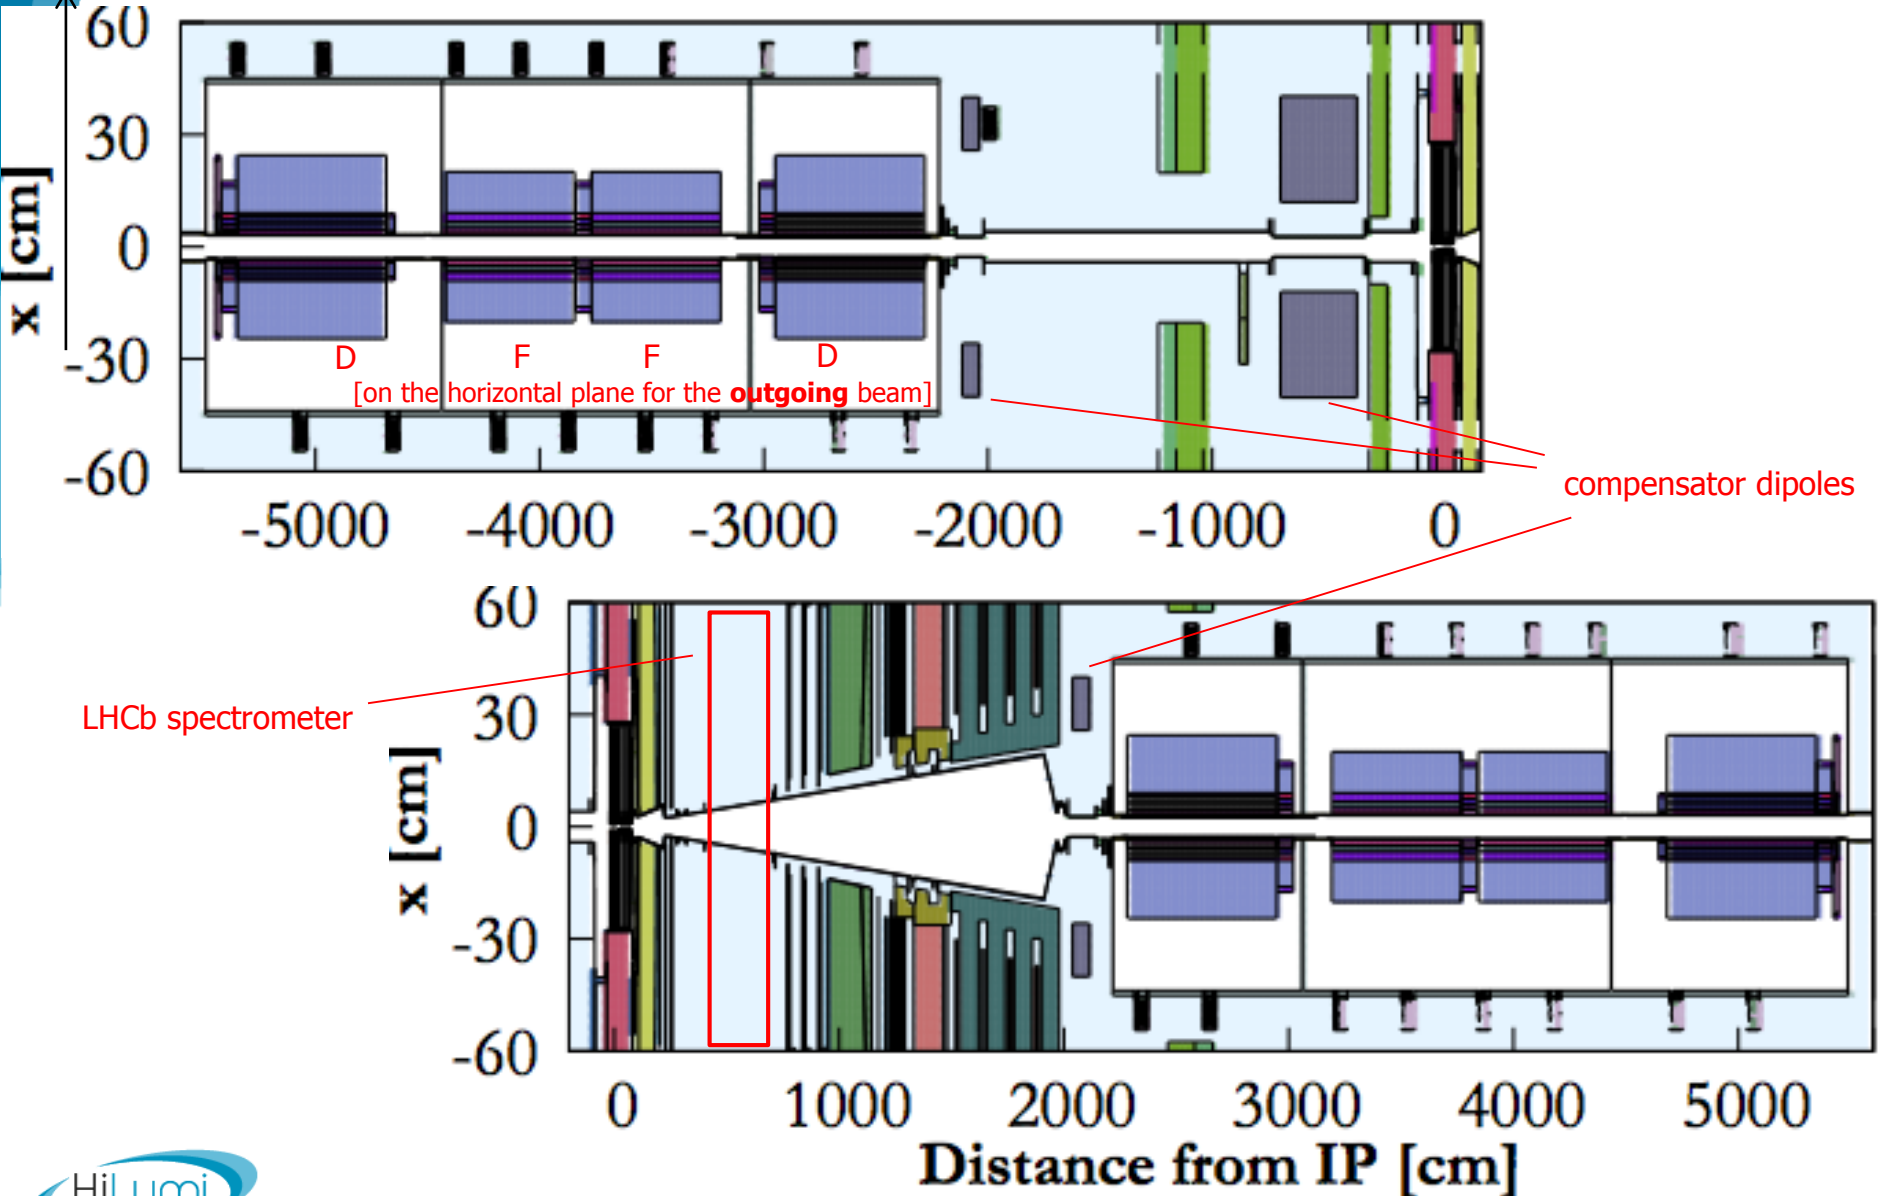 60
30
0
-30
-60
x [cm]
D F F D
[on the horizontal plane for the outgoing beam]
-5000 -4000 -3000 -2000 -1000 0
compensator dipoles
60
30
0
-30
-60
x [cm]
LHCb spectrometer
0 1000 2000 3000 4000 5000
Distance from IP [cm]
HiLumi